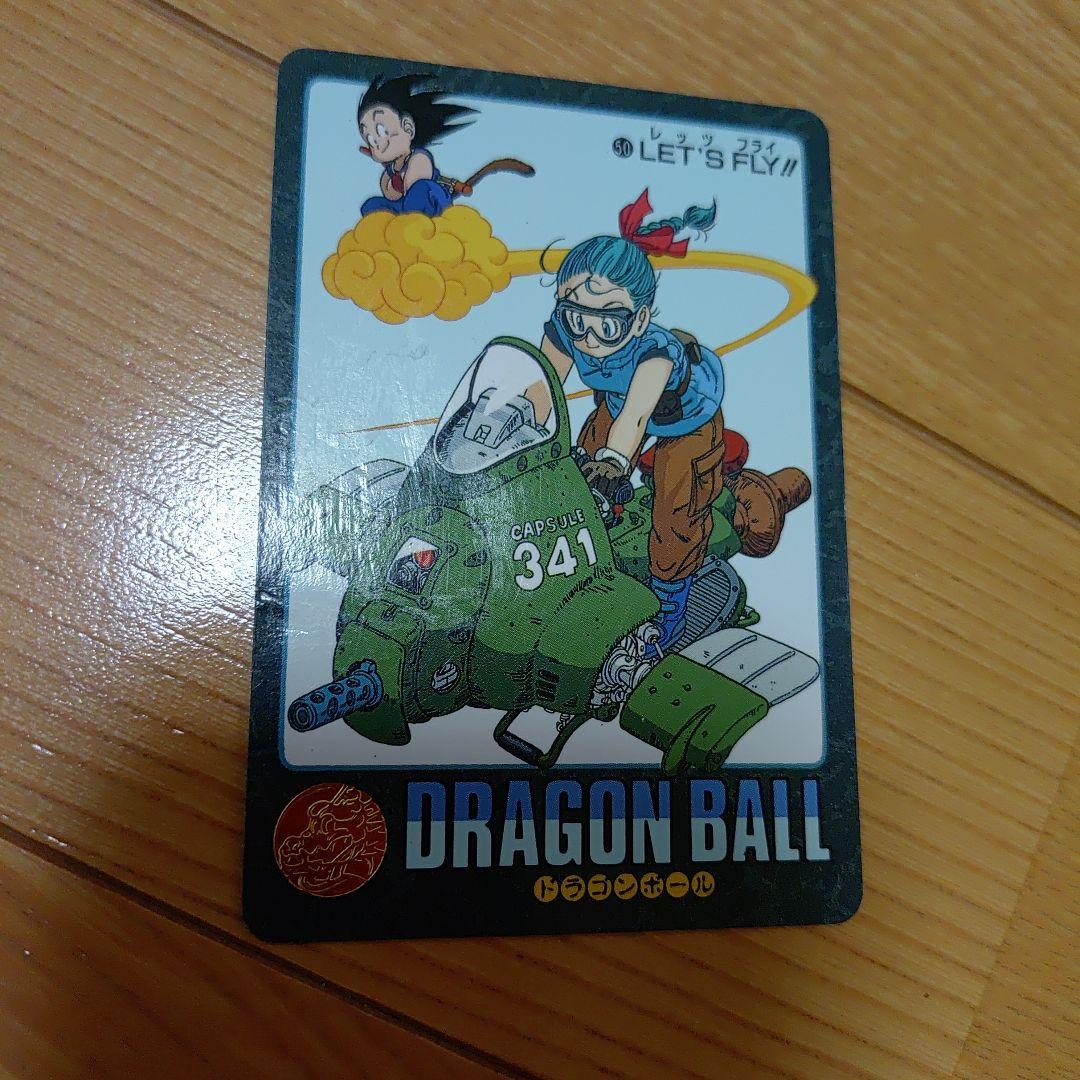 レッツ フライ
50 LET'S FLY!!
CAPSULE
341
DRAGON BALL
ドラゴンボール